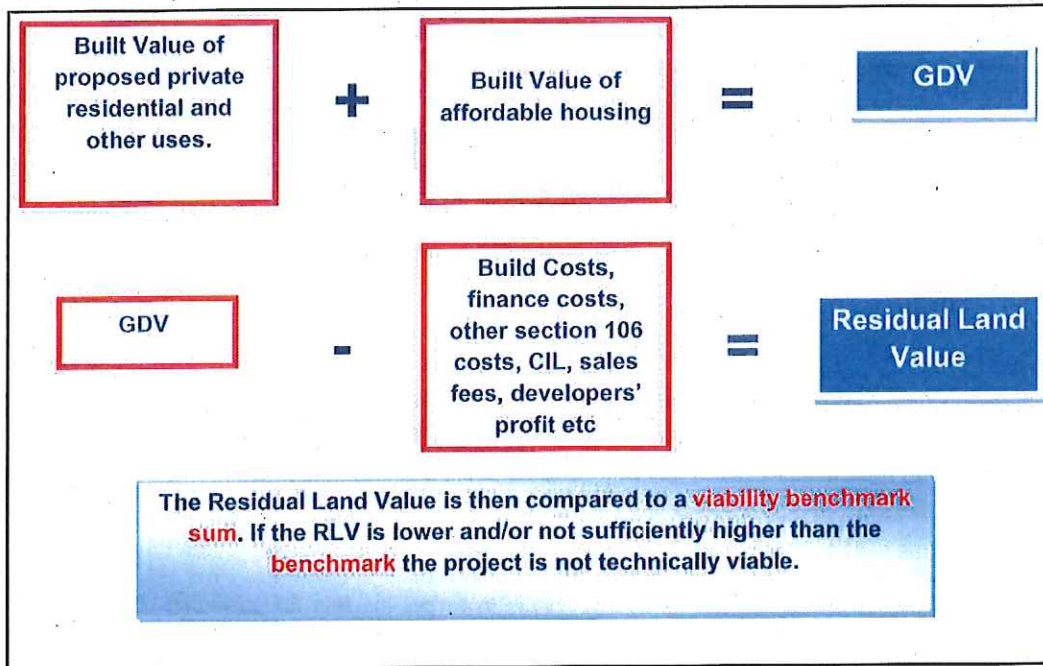 Built Value of
proposed private
residential and
other uses.
+
Built Value of
affordable housing
=
GDV
GDV
-
Build Costs,
finance costs,
other section 106
costs, CIL, sales
fees, developers'
profit etc
=
Residual Land
Value
The Residual Land Value is then compared to a viability benchmark
sum. If the RLV is lower and/or not sufficiently higher than the
benchmark the project is not technically viable.